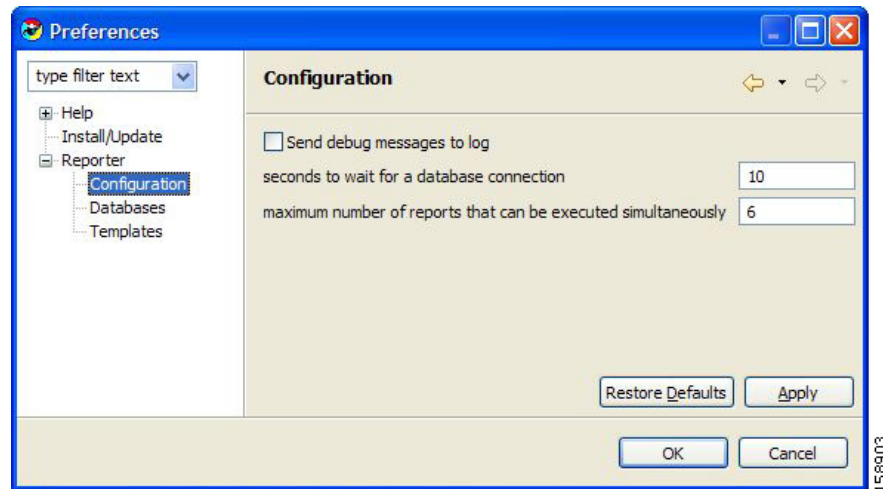 Preferences
type filter text
Help
Install/Update
Reporter
Configuration
Databases
Templates
Configuration
Send debug messages to log
seconds to wait for a database connection 10
maximum number of reports that can be executed simultaneously 6
Restore Defaults Apply
OK Cancel
158903